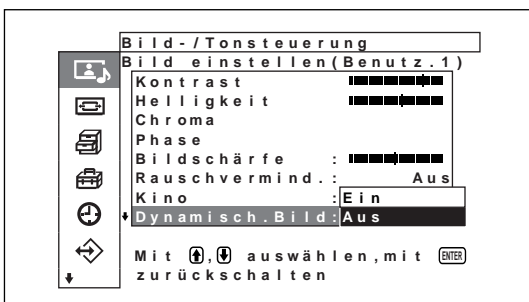 Bild-/Tonsteuerung
Bild einstellen(Benutz.1)
Kontrast
Helligkeit
Chroma
Phase
Bildschärfe :
Rauschvermind.: Aus
Kino :Ein
Dynamisch.Bild:Aus
Mit , auswählen,mit ENTER
zurückschalten